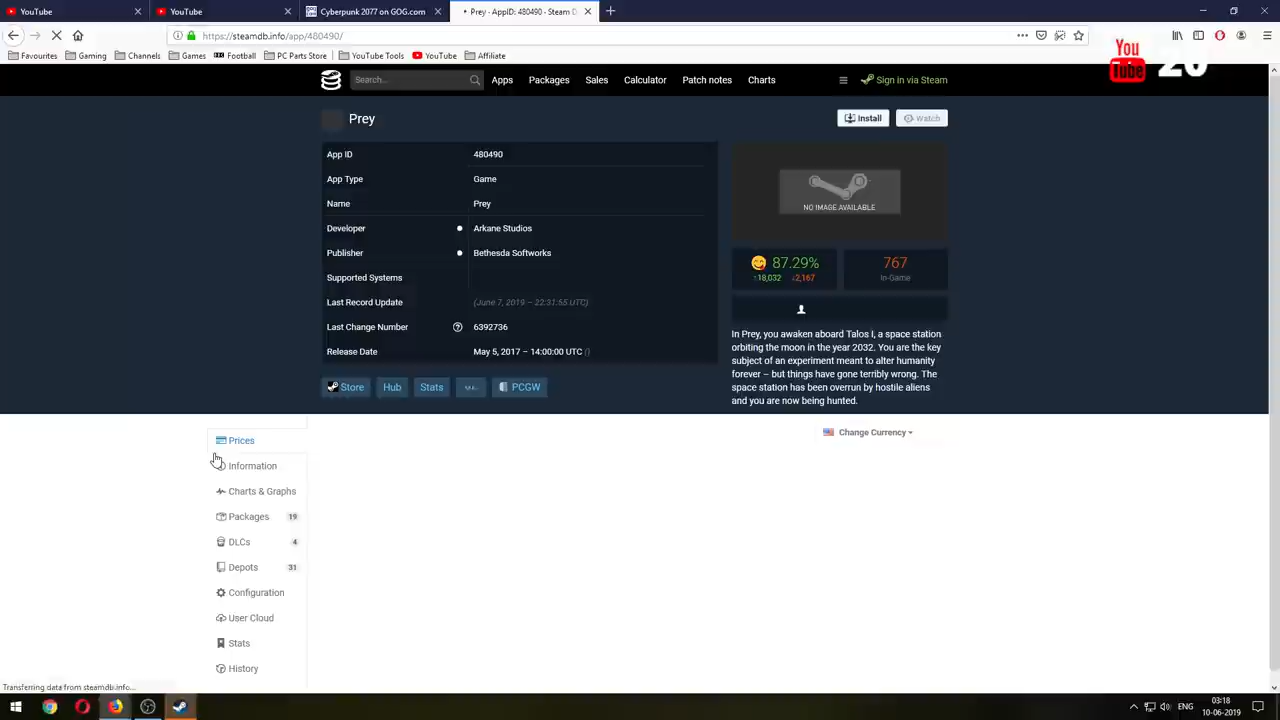 YouTube
YouTube
Cyberpunk 2077 on GOG.com
Prey - AppID: 480490 - Steam D
https://steamdb.info/app/480490/
Favourites Gaming Channels Games Football PC Parts Store YouTube Tools YouTube Affiliate
You
Tube
20
Search... Apps Packages Sales Calculator Patch notes Charts Sign in via Steam
Prey
Install Watch
App ID 480490
App Type Game
Name Prey
Developer Arkane Studios
Publisher Bethesda Softworks
Supported Systems
Last Record Update (June 7, 2019 – 22:31:55 UTC)
Last Change Number 6392736
Release Date May 5, 2017 – 14:00:00 UTC ()
Store Hub Stats PCGW
NO IMAGE AVAILABLE
87.29%
↑18,032 ↓2,167
767
In-Game
In Prey, you awaken aboard Talos I, a space station
orbiting the moon in the year 2032. You are the key
subject of an experiment meant to alter humanity
forever – but things have gone terribly wrong. The
space station has been overrun by hostile aliens
and you are now being hunted.
Prices
Information
Charts & Graphs
Packages 19
DLCs 4
Depots 31
Configuration
User Cloud
Stats
History
Change Currency
Transferring data from steamdb.info...
ENG
03:18
10-06-2019